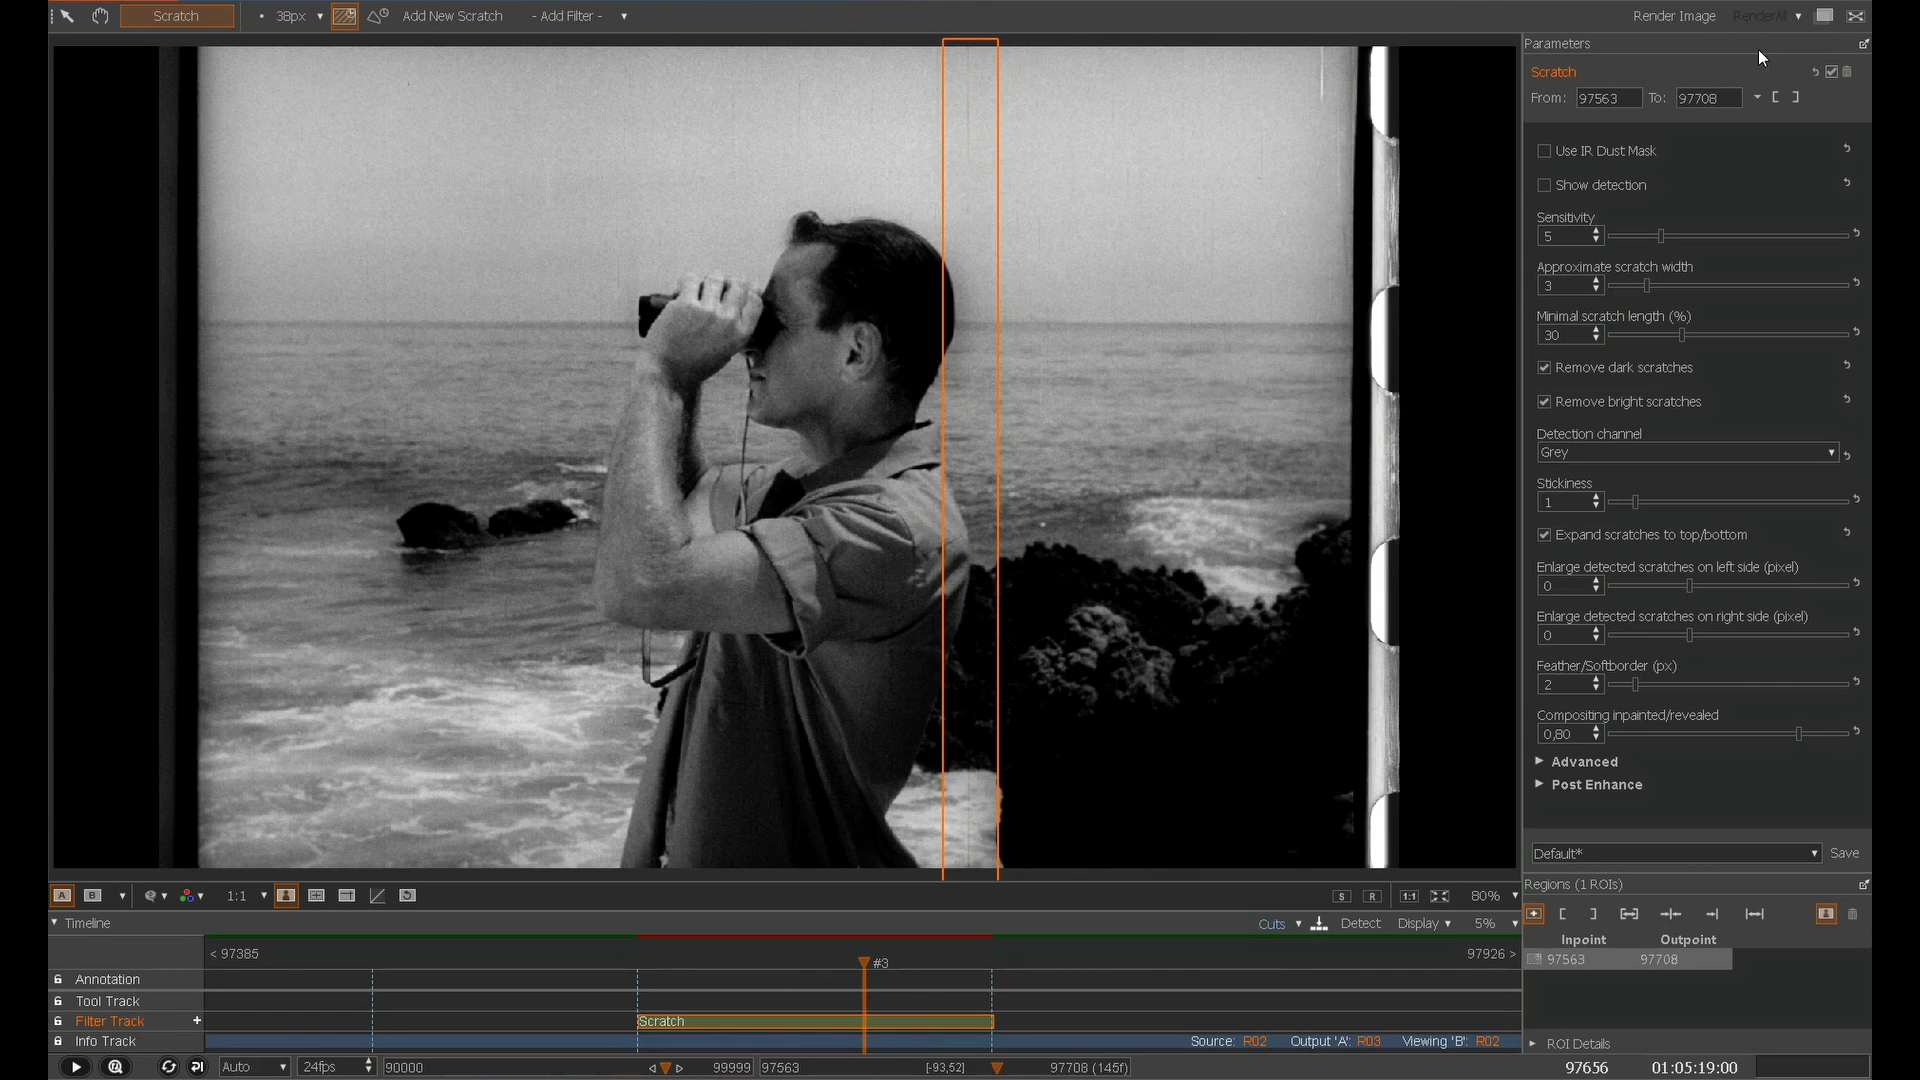 Scratch
38px
Add New Scratch
- Add Filter -
Render Image
RenderAll
Parameters
Scratch
From: 97563 To: 97708
Use IR Dust Mask
Show detection
Sensitivity
5
Approximate scratch width
3
Minimal scratch length (%)
30
Remove dark scratches
Remove bright scratches
Detection channel
Grey
Stickiness
1
Expand scratches to top/bottom
Enlarge detected scratches on left side (pixel)
0
Enlarge detected scratches on right side (pixel)
0
Feather/Softborder (px)
2
Compositing inpainted/revealed
0,80
Advanced
Post Enhance
Default*
Save
A
B
1:1
S
R
1:1
80%
Regions (1 ROIs)
Inpoint Outpoint
97563 97708
ROI Details
Timeline
Cuts
Detect
Display
5%
< 97385
97926 >
#3
Annotation
Tool Track
Filter Track +
Scratch
Info Track
Source: R02 Output 'A': R03 Viewing 'B': R02
Auto
24fps
90000
99999
97563
[-93,52]
97708 (145f)
97656
01:05:19:00